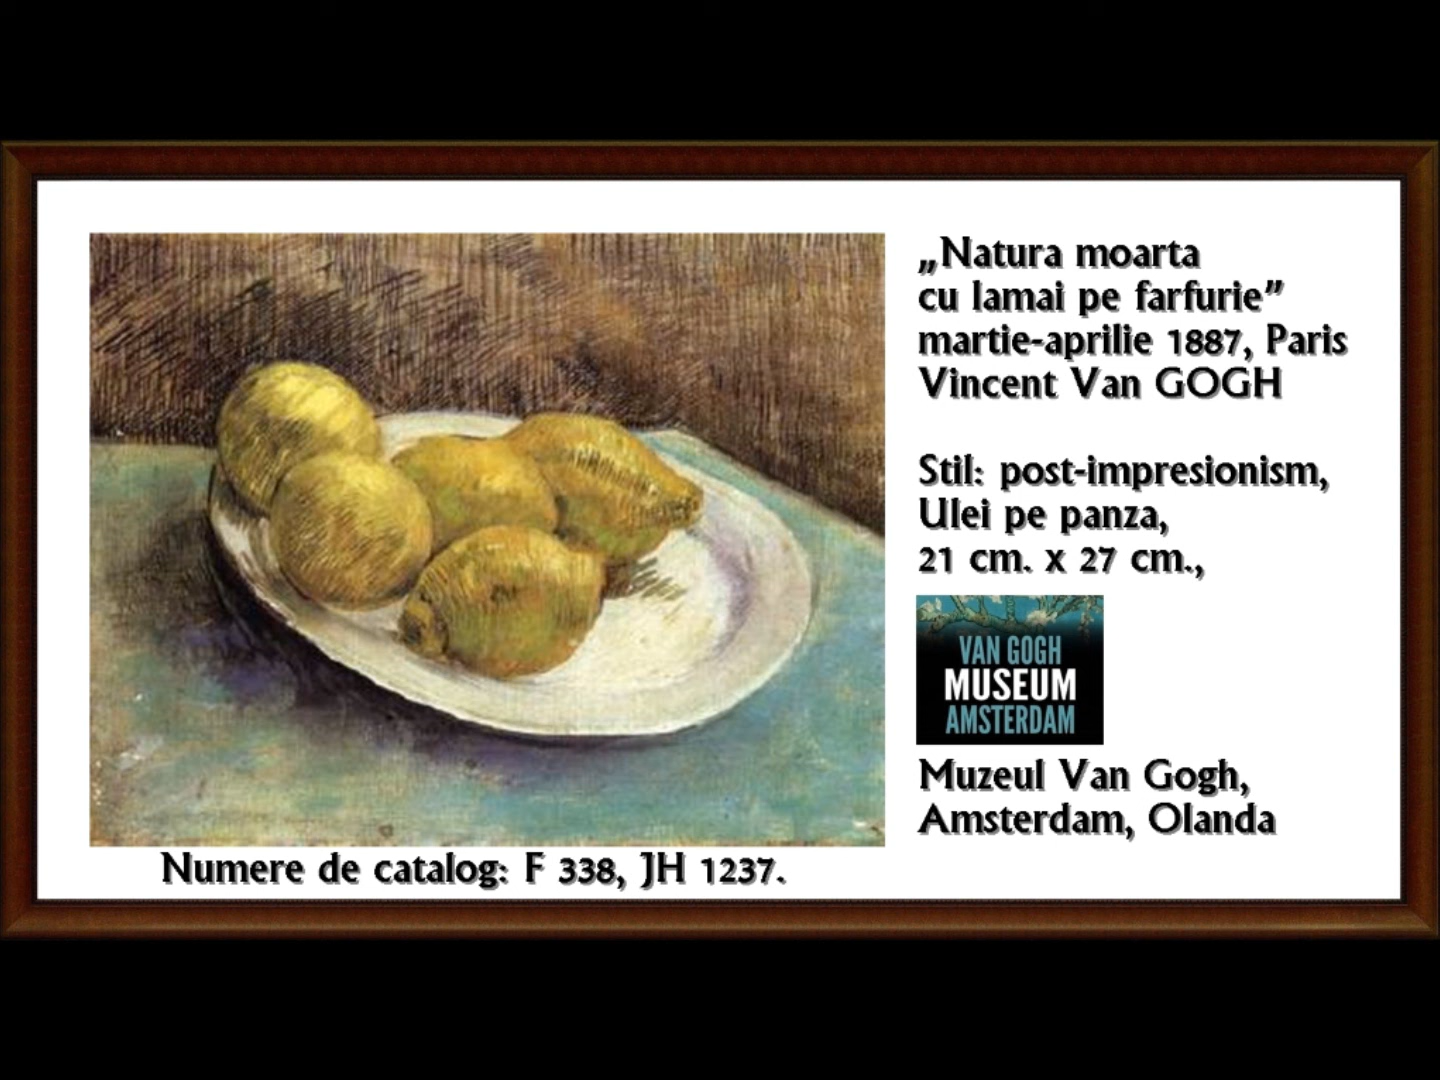 „Natura moarta
cu lamai pe farfurie”
martie-aprilie 1887, Paris
Vincent Van GOGH
Stil: post-impresionism,
Ulei pe panza,
21 cm. x 27 cm.,
VAN GOGH
MUSEUM
AMSTERDAM
Muzeul Van Gogh,
Amsterdam, Olanda
Numere de catalog: F 338, JH 1237.